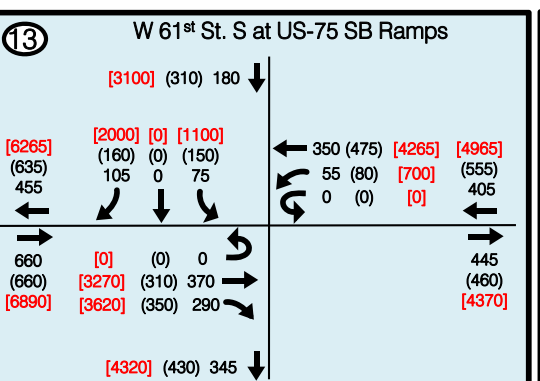 13
W 61st St. S at US-75 SB Ramps
[3100] (310) 180
[2000] [0] [1100]
(160) (0) (150)
105 0 75
[6265]
(635)
455
350 (475) [4265]
55 (80) [700]
0 (0) [0]
[4965]
(555)
405
660
(660)
[6890]
[0] (0) 0
[3270] (310) 370
[3620] (350) 290
445
(460)
[4370]
[4320] (430) 345